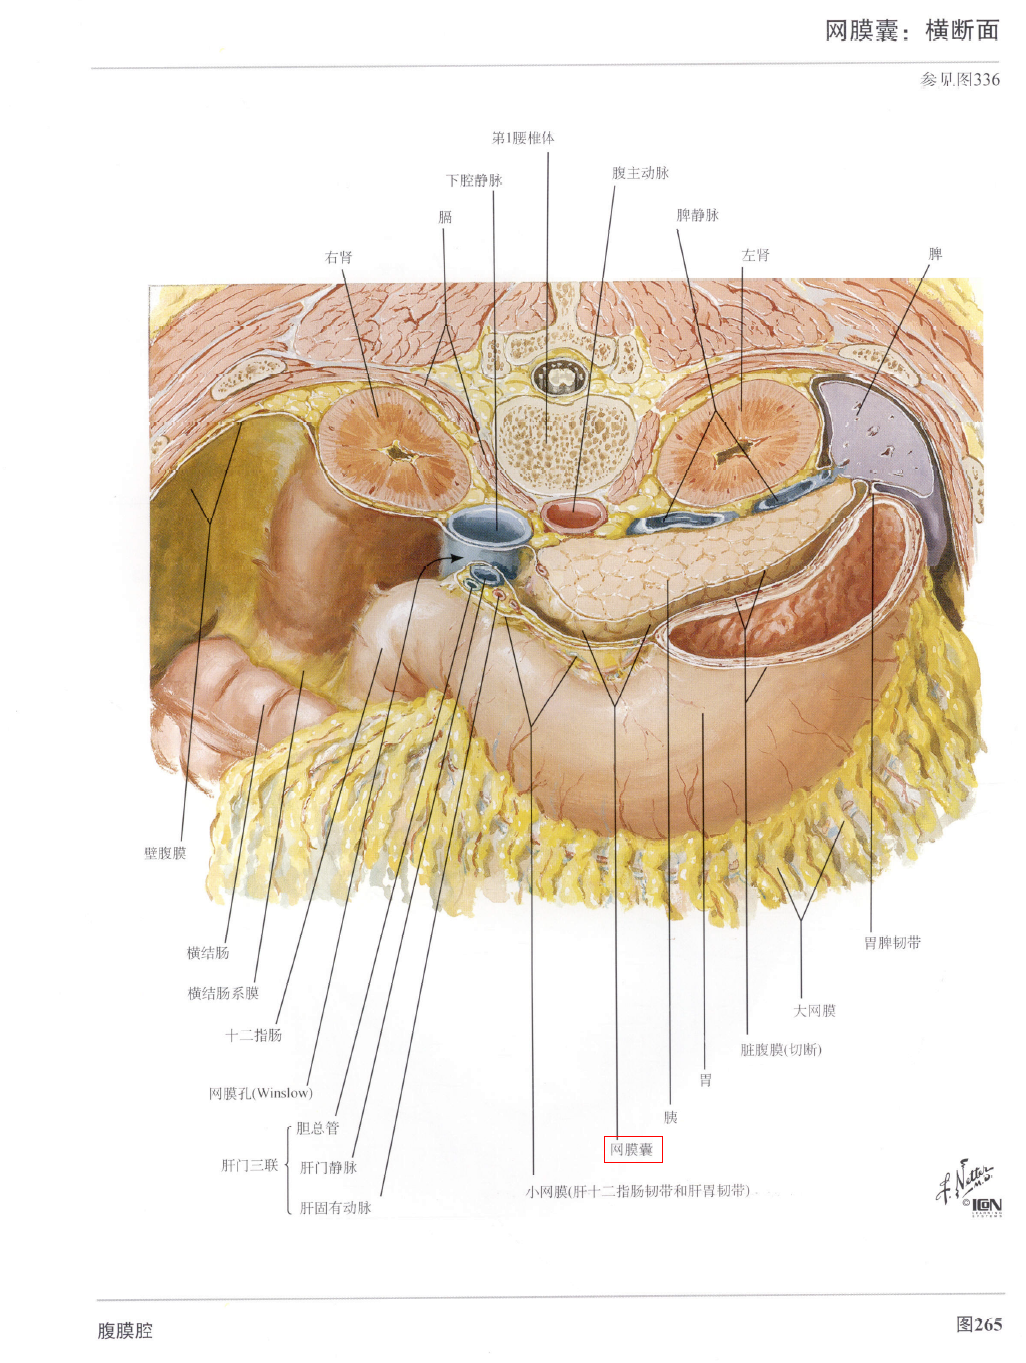 网膜囊：横断面
参见图336
第1腰椎体
下腔静脉
腹主动脉
膈
脾静脉
右肾
左肾
脾
壁腹膜
横结肠
胃脾韧带
横结肠系膜
大网膜
十二指肠
脏腹膜(切断)
胃
网膜孔(Winslow)
胰
胆总管
网膜囊
肝门三联
肝门静脉
小网膜(肝十二指肠韧带和肝胃韧带)
肝固有动脉
F. Netter M.D.
© ICON
LEARNING SYSTEMS
腹膜腔
图265